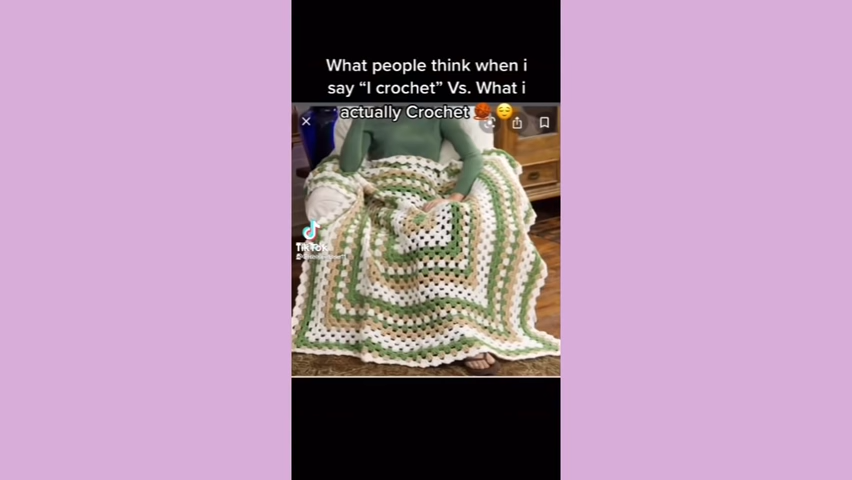 What people think when i
say “I crochet” Vs. What i
actually Crochet 🧶😌
TikTok